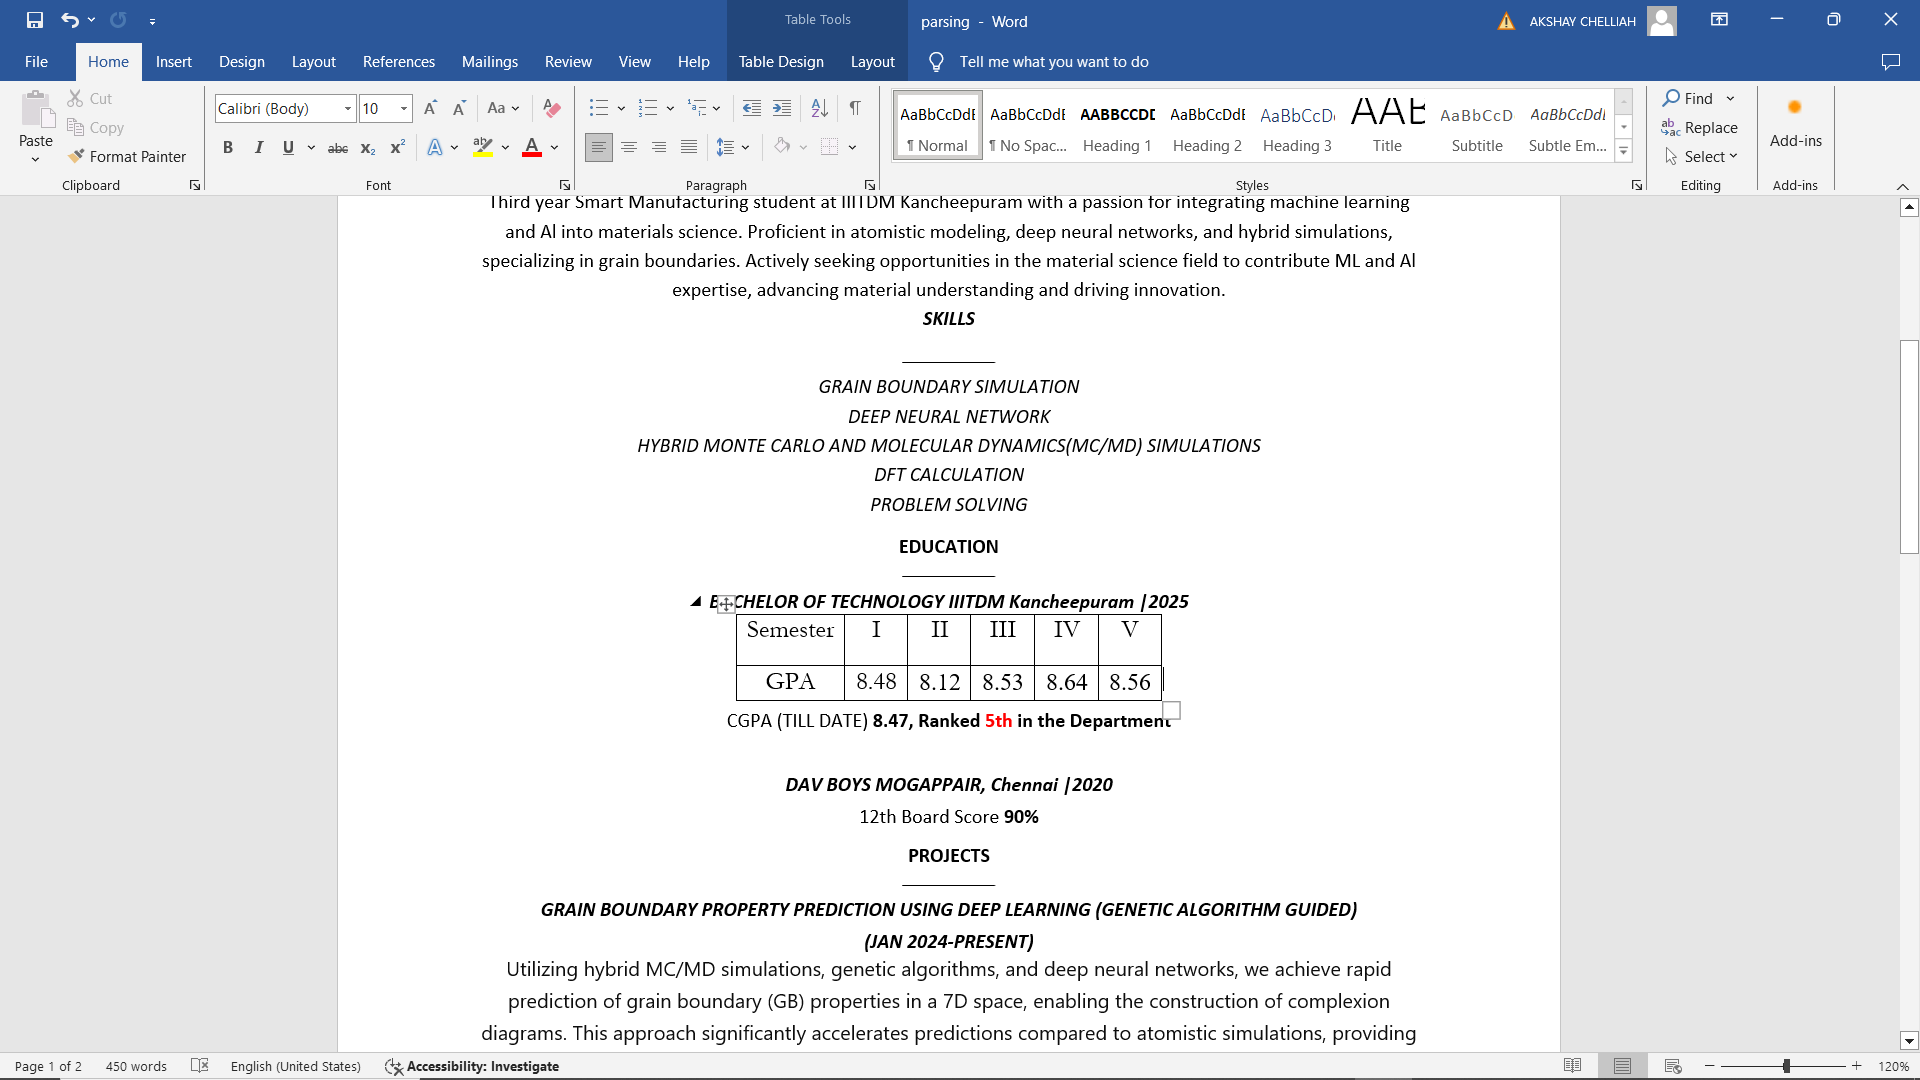 Table Tools
parsing - Word
AKSHAY CHELLIAH
File Home Insert Design Layout References Mailings Review View Help Table Design Layout Tell me what you want to do
Paste
Cut
Copy
Format Painter
Clipboard
Calibri (Body) 10
Aa
B I U abc x₂ x² A ab A
Font
Paragraph
AaBbCcDdE AaBbCcDdE AABBCCDE AaBbCcDdE AaBbCcDc AAB AaBbCcD AaBbCcDdE
¶ Normal ¶ No Spac... Heading 1 Heading 2 Heading 3 Title Subtitle Subtle Em...
Styles
Find
Replace
Select
Editing
Add-ins
Add-ins
Third year Smart Manufacturing student at IIITDM Kancheepuram with a passion for integrating machine learning
and Al into materials science. Proficient in atomistic modeling, deep neural networks, and hybrid simulations,
specializing in grain boundaries. Actively seeking opportunities in the material science field to contribute ML and Al
expertise, advancing material understanding and driving innovation.
SKILLS
GRAIN BOUNDARY SIMULATION
DEEP NEURAL NETWORK
HYBRID MONTE CARLO AND MOLECULAR DYNAMICS(MC/MD) SIMULATIONS
DFT CALCULATION
PROBLEM SOLVING
EDUCATION
BACHELOR OF TECHNOLOGY IIITDM Kancheepuram |2025
Semester I II III IV V
GPA 8.48 8.12 8.53 8.64 8.56
CGPA (TILL DATE) 8.47, Ranked 5th in the Department
DAV BOYS MOGAPPAIR, Chennai |2020
12th Board Score 90%
PROJECTS
GRAIN BOUNDARY PROPERTY PREDICTION USING DEEP LEARNING (GENETIC ALGORITHM GUIDED)
(JAN 2024-PRESENT)
Utilizing hybrid MC/MD simulations, genetic algorithms, and deep neural networks, we achieve rapid
prediction of grain boundary (GB) properties in a 7D space, enabling the construction of complexion
diagrams. This approach significantly accelerates predictions compared to atomistic simulations, providing
Page 1 of 2 450 words English (United States) Accessibility: Investigate 120%